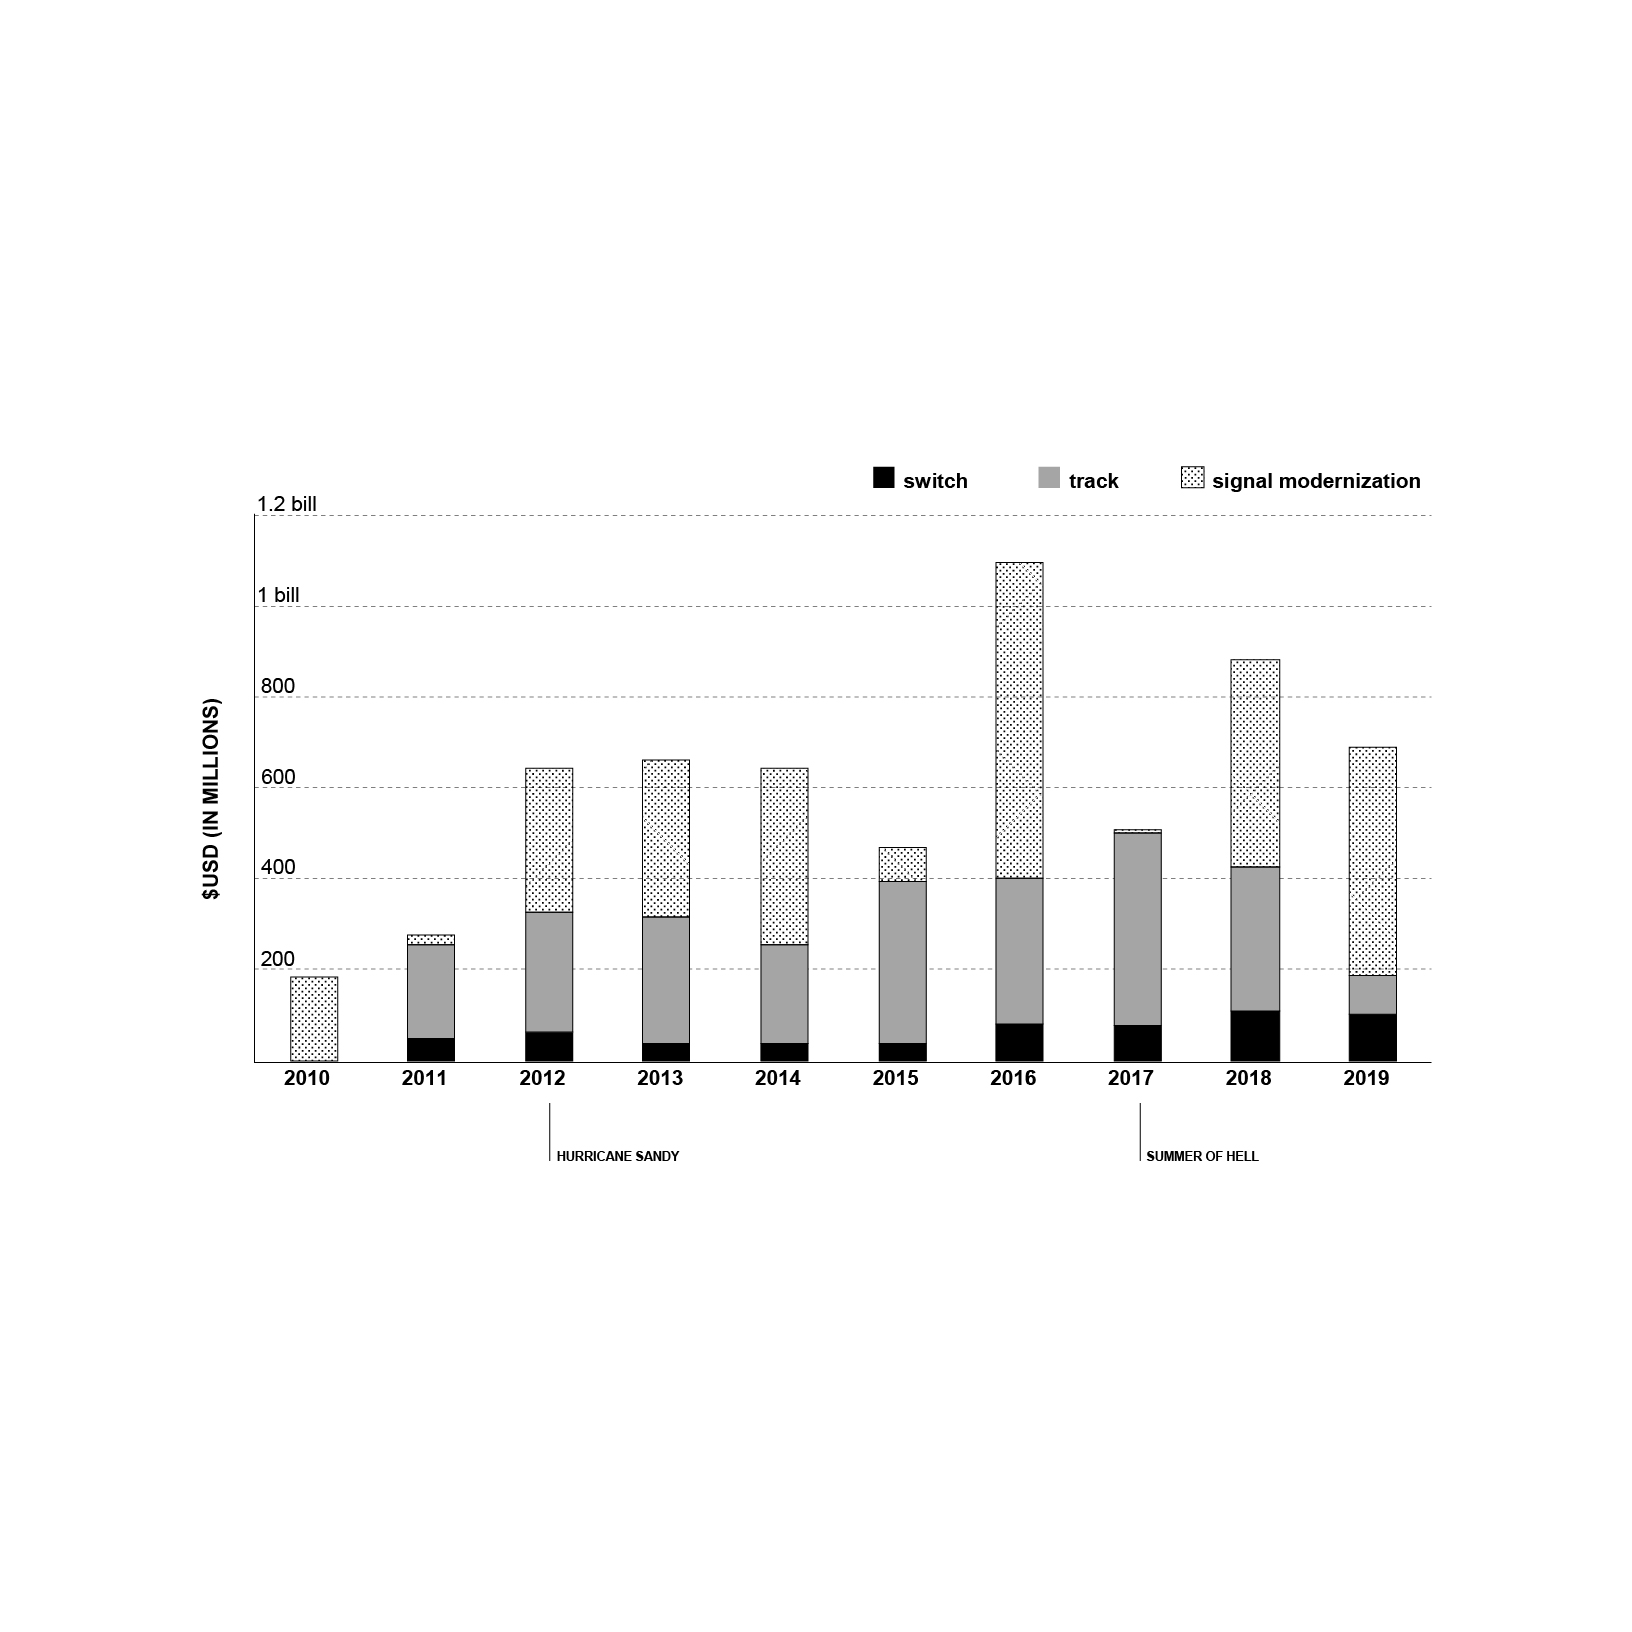 switch track signal modernization
1.2 bill
1 bill
800
600
400
200
$USD (IN MILLIONS)
2010 2011 2012 2013 2014 2015 2016 2017 2018 2019
HURRICANE SANDY SUMMER OF HELL